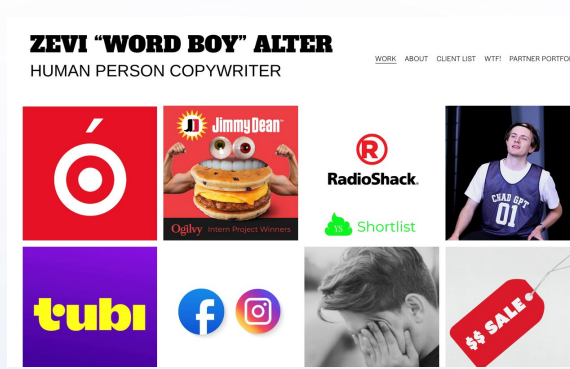 ZEVI “WORD BOY” ALTER
HUMAN PERSON COPYWRITER
WORK ABOUT CLIENT LIST WTF! PARTNER PORTFO
JD Jimmy Dean™
Ogilvy Intern Project Winners
R
RadioShack.
YS Shortlist
CHAD GPT
01
tubi
f
$$ SALE